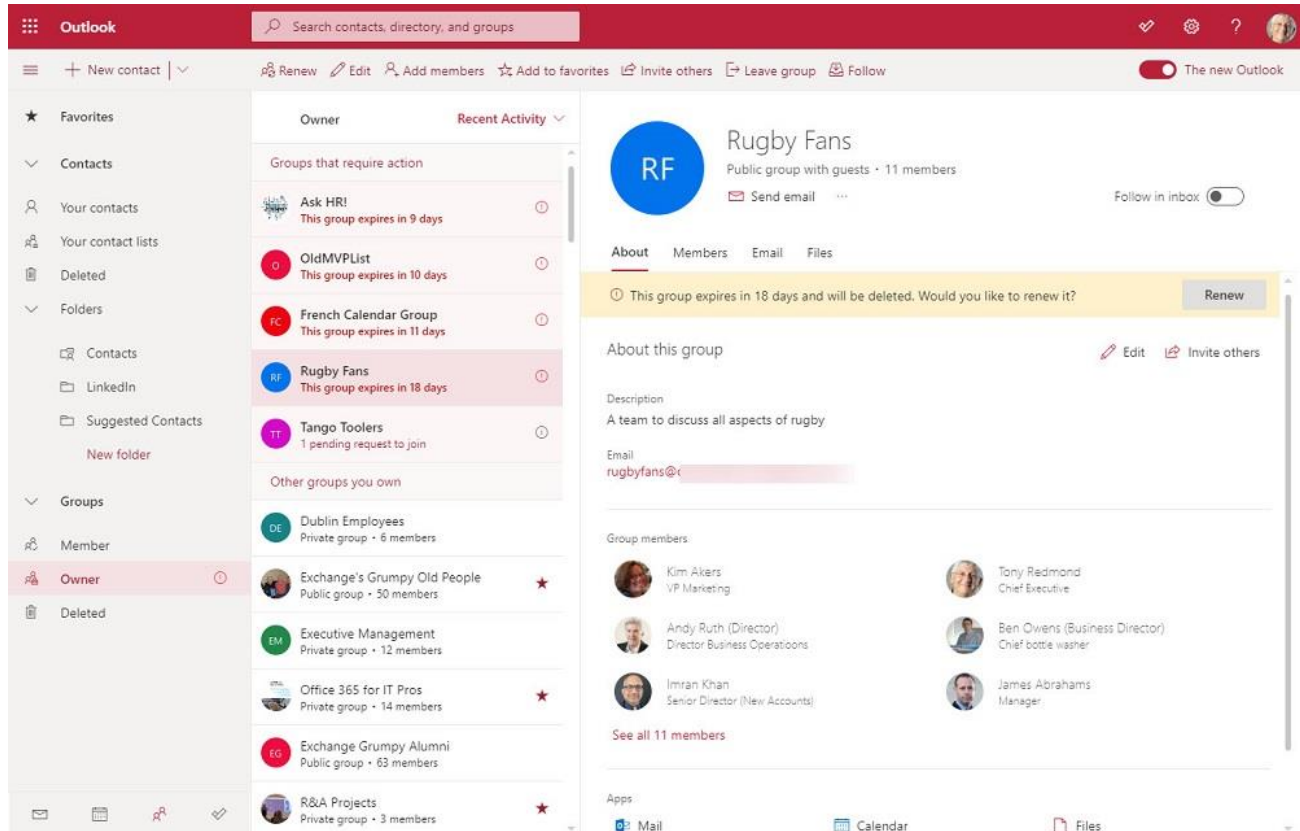 Outlook
Search contacts, directory, and groups
?
New contact
Renew Edit Add members Add to favorites Invite others Leave group Follow
The new Outlook
Favorites
Contacts
Your contacts
Your contact lists
Deleted
Folders
Contacts
LinkedIn
Suggested Contacts
New folder
Groups
Member
Owner
Deleted
Owner Recent Activity
Groups that require action
Ask HR!
This group expires in 9 days
O
OldMVPList
This group expires in 10 days
FC
French Calendar Group
This group expires in 11 days
RF
Rugby Fans
This group expires in 18 days
TT
Tango Toolers
1 pending request to join
Other groups you own
DE
Dublin Employees
Private group • 6 members
Exchange's Grumpy Old People
Public group • 50 members
EM
Executive Management
Private group • 12 members
Office 365 for IT Pros
Private group • 14 members
EG
Exchange Grumpy Alumni
Public group • 63 members
R&A Projects
Private group • 3 members
RF
Rugby Fans
Public group with guests • 11 members
Send email ...
Follow in inbox
About Members Email Files
This group expires in 18 days and will be deleted. Would you like to renew it?
Renew
About this group
Edit Invite others
Description
A team to discuss all aspects of rugby
Email
rugbyfans@
Group members
Kim Akers
VP Marketing
Tony Redmond
Chief Executive
Andy Ruth (Director)
Director Business Operatioons
Ben Owens (Business Director)
Chief bottle washer
Imran Khan
Senior Director (New Accounts)
James Abrahams
Manager
See all 11 members
Apps
Mail Calendar Files